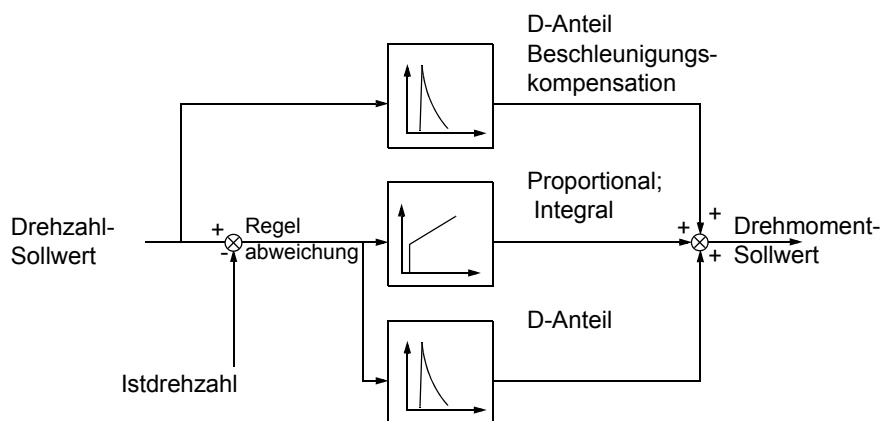 D-Anteil
Beschleunigungs-
kompensation
Proportional;
Integral
Drehzahl-
Sollwert
+
-
Regel
abweichung
+
+
+
Drehmoment-
Sollwert
D-Anteil
Istdrehzahl